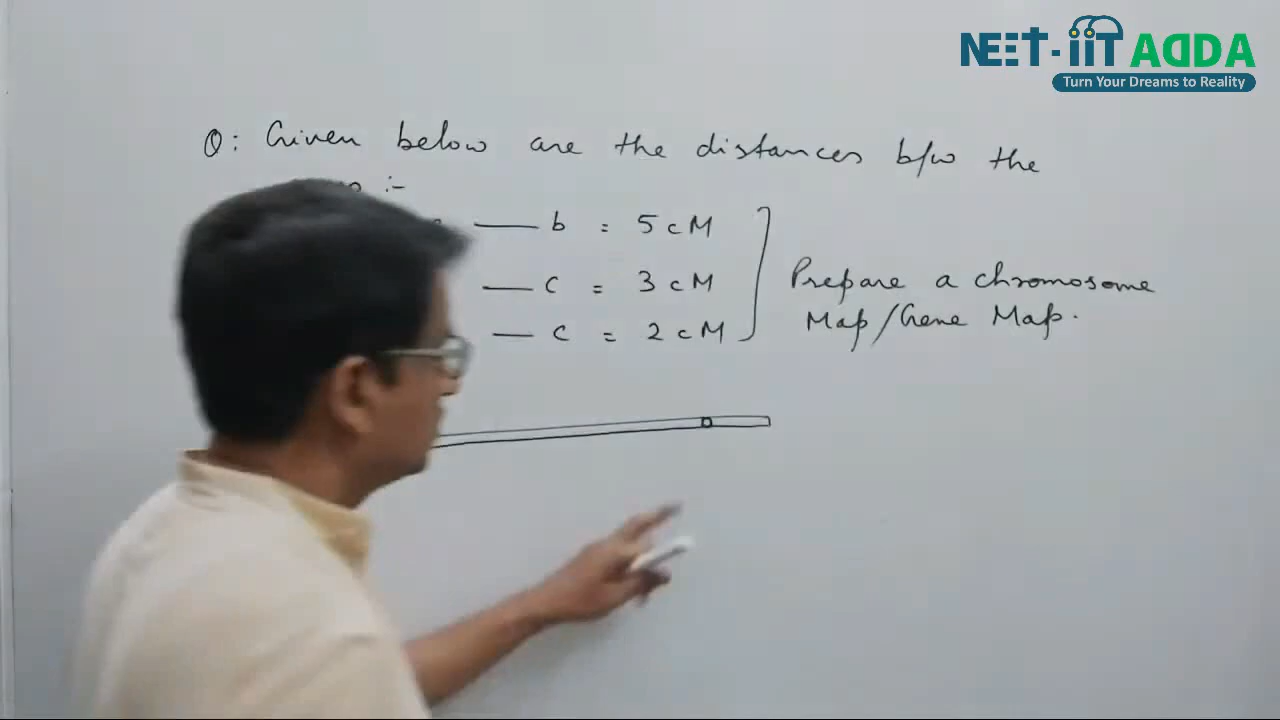 NEET-iiT ADDA
Turn Your Dreams to Reality
Q: Given below are the distances b/w the
:-
— b = 5 cM
— c = 3 cM
— c = 2 cM
Prepare a chromosome
Map/Gene Map.